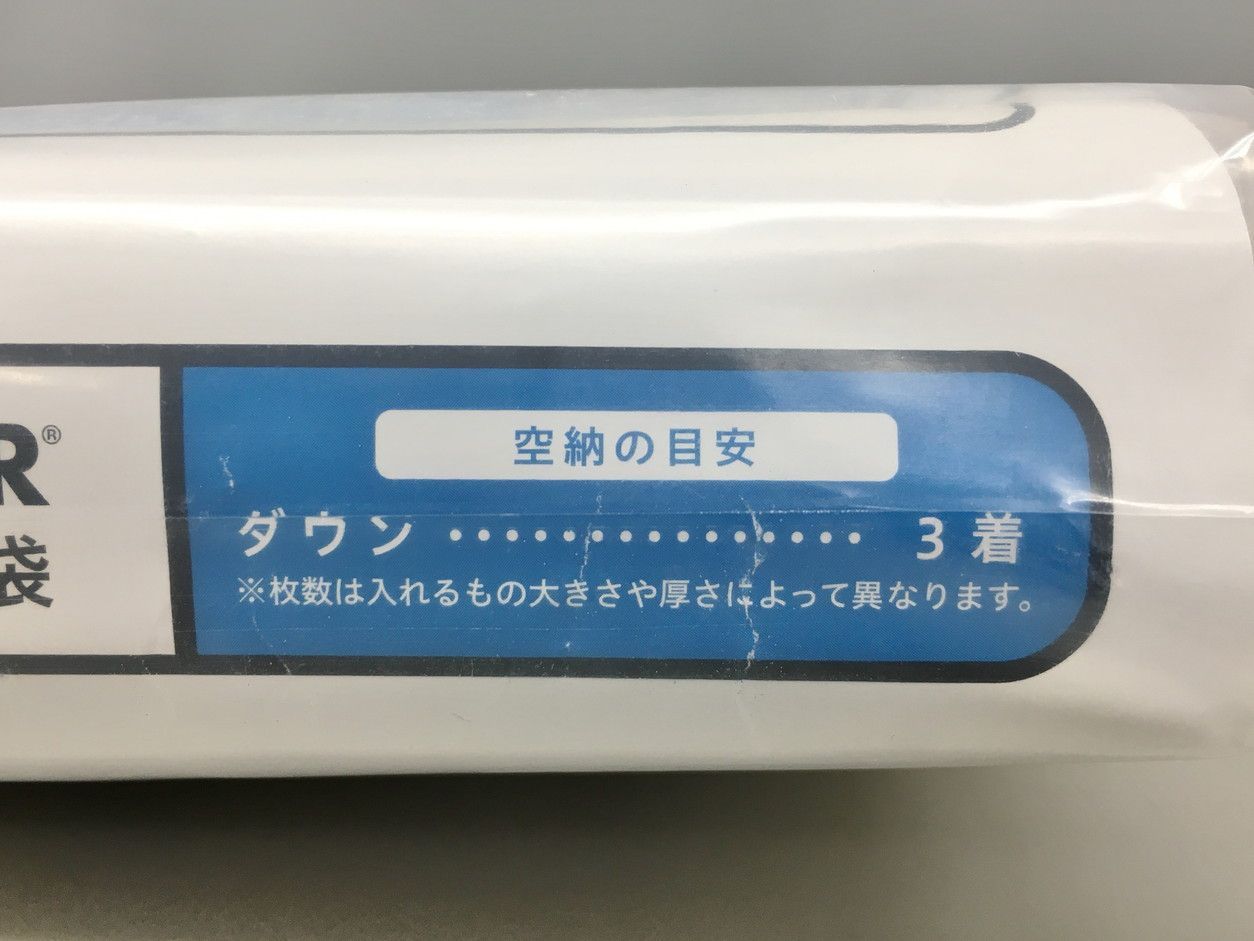 R®
袋
空納の目安
ダウン ・・・・・・・・・・・・・・・ 3着
※枚数は入れるもの大きさや厚さによって異なります。